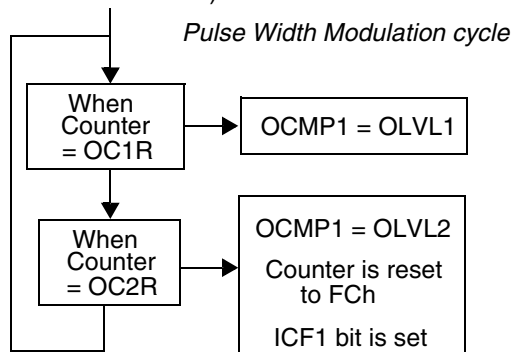 Pulse Width Modulation cycle
When
Counter
= OC1R
OCMP1 = OLVL1
When
Counter
= OC2R
OCMP1 = OLVL2
Counter is reset
to FCh
ICF1 bit is set